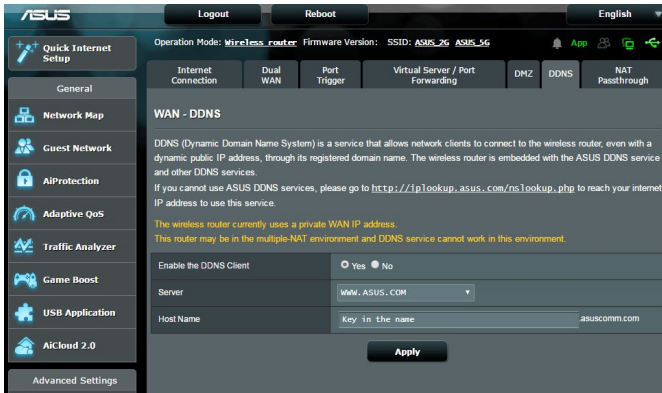 ASUS
Logout
Reboot
English
Quick Internet
Setup
General
Network Map
Guest Network
AiProtection
Adaptive QoS
Traffic Analyzer
Game Boost
USB Application
AiCloud 2.0
Advanced Settings
Operation Mode: Wireless router Firmware Version: SSID: ASUS_2G ASUS_5G
App
Internet
Connection
Dual
WAN
Port
Trigger
Virtual Server / Port
Forwarding
DMZ
DDNS
NAT
Passthrough
WAN - DDNS
DDNS (Dynamic Domain Name System) is a service that allows network clients to connect to the wireless router, even with a
dynamic public IP address, through its registered domain name. The wireless router is embedded with the ASUS DDNS service
and other DDNS services.
If you cannot use ASUS DDNS services, please go to http://iplookup.asus.com/nslookup.php to reach your internet
IP address to use this service.
The wireless router currently uses a private WAN IP address.
This router may be in the multiple-NAT environment and DDNS service cannot work in this environment.
Enable the DDNS Client
Yes No
Server
WWW.ASUS.COM
Host Name
Key in the name .asuscomm.com
Apply